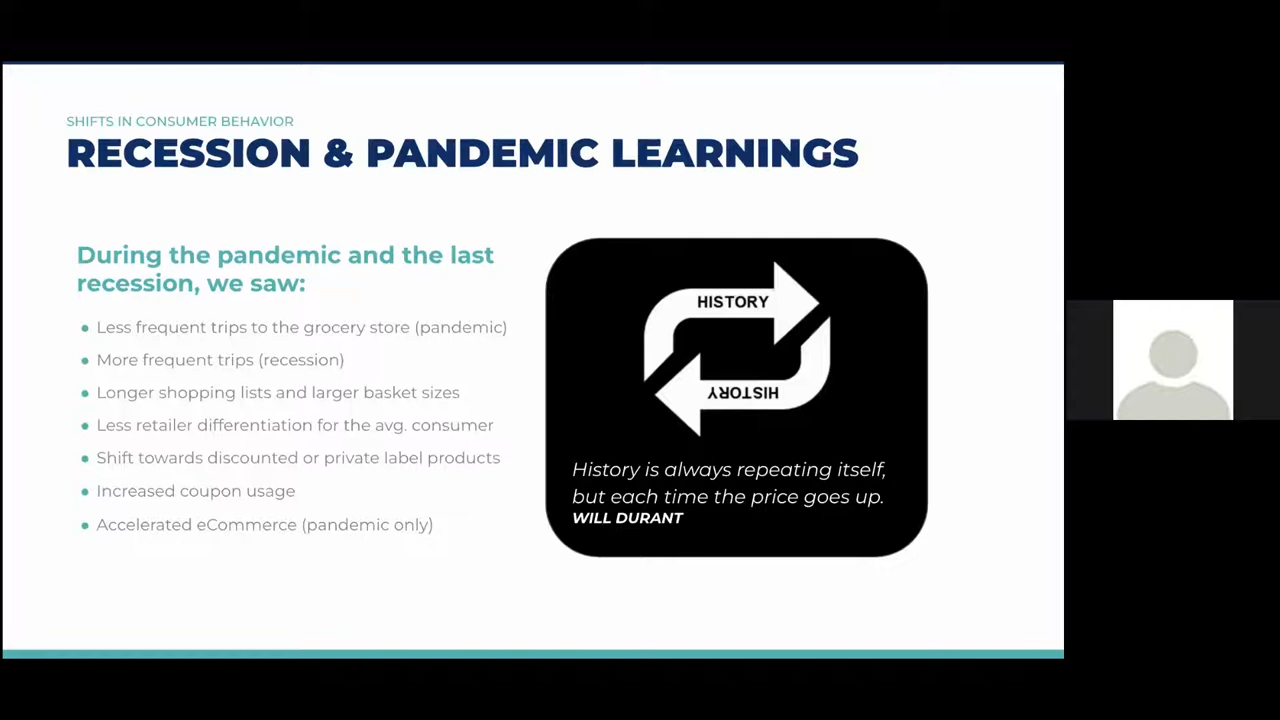 SHIFTS IN CONSUMER BEHAVIOR
RECESSION & PANDEMIC LEARNINGS
During the pandemic and the last
recession, we saw:
Less frequent trips to the grocery store (pandemic)
More frequent trips (recession)
Longer shopping lists and larger basket sizes
Less retailer differentiation for the avg. consumer
Shift towards discounted or private label products
Increased coupon usage
Accelerated eCommerce (pandemic only)
HISTORY
HISTORY
History is always repeating itself,
but each time the price goes up.
WILL DURANT